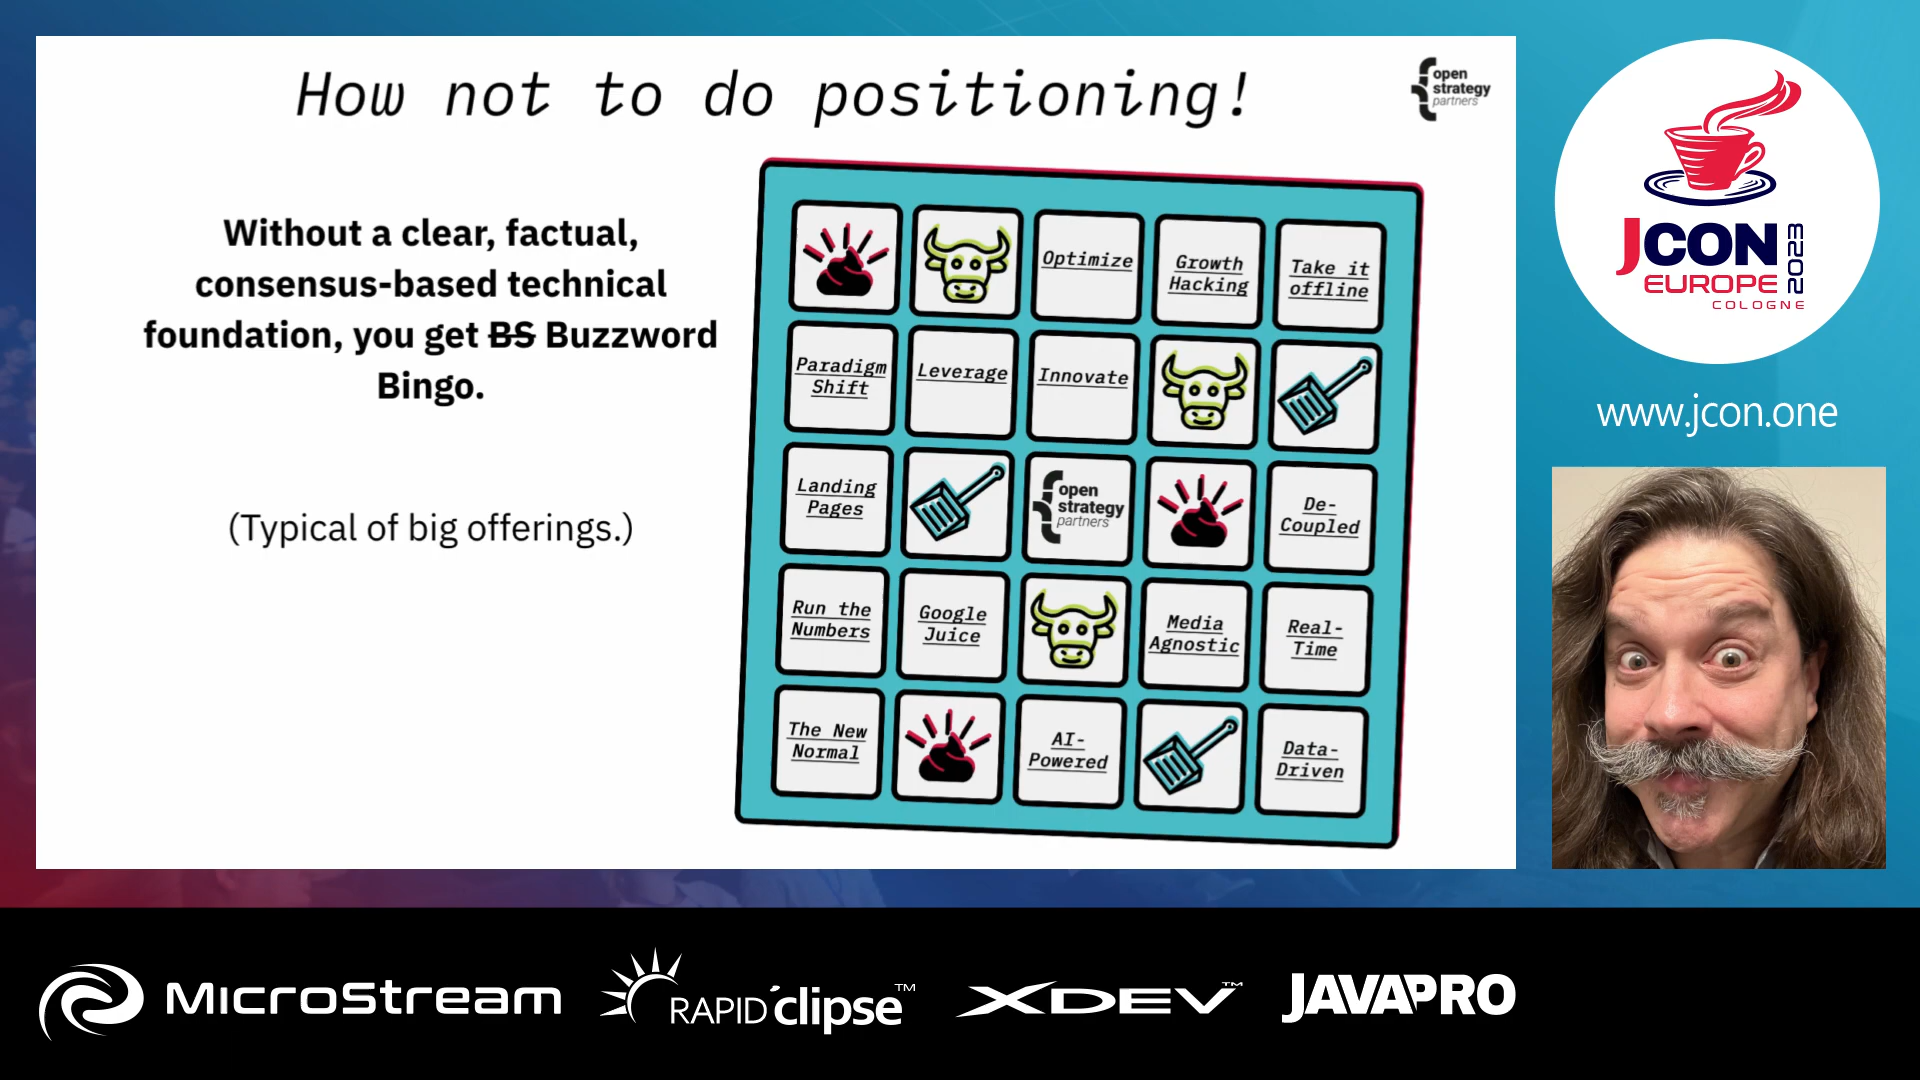 How not to do positioning!
open
strategy
partners
Without a clear, factual,
consensus-based technical
foundation, you get BS Buzzword
Bingo.
(Typical of big offerings.)
Optimize
Growth
Hacking
Take it
offline
Paradigm
Shift
Leverage
Innovate
Landing
Pages
open
strategy
partners
De-
Coupled
Run the
Numbers
Google
Juice
Media
Agnostic
Real-
Time
The New
Normal
AI-
Powered
Data-
Driven
JCON
EUROPE
COLOGNE
2023
www.jcon.one
MicroStream
RAPID'clipse™
XDEV™
JAVAPRO